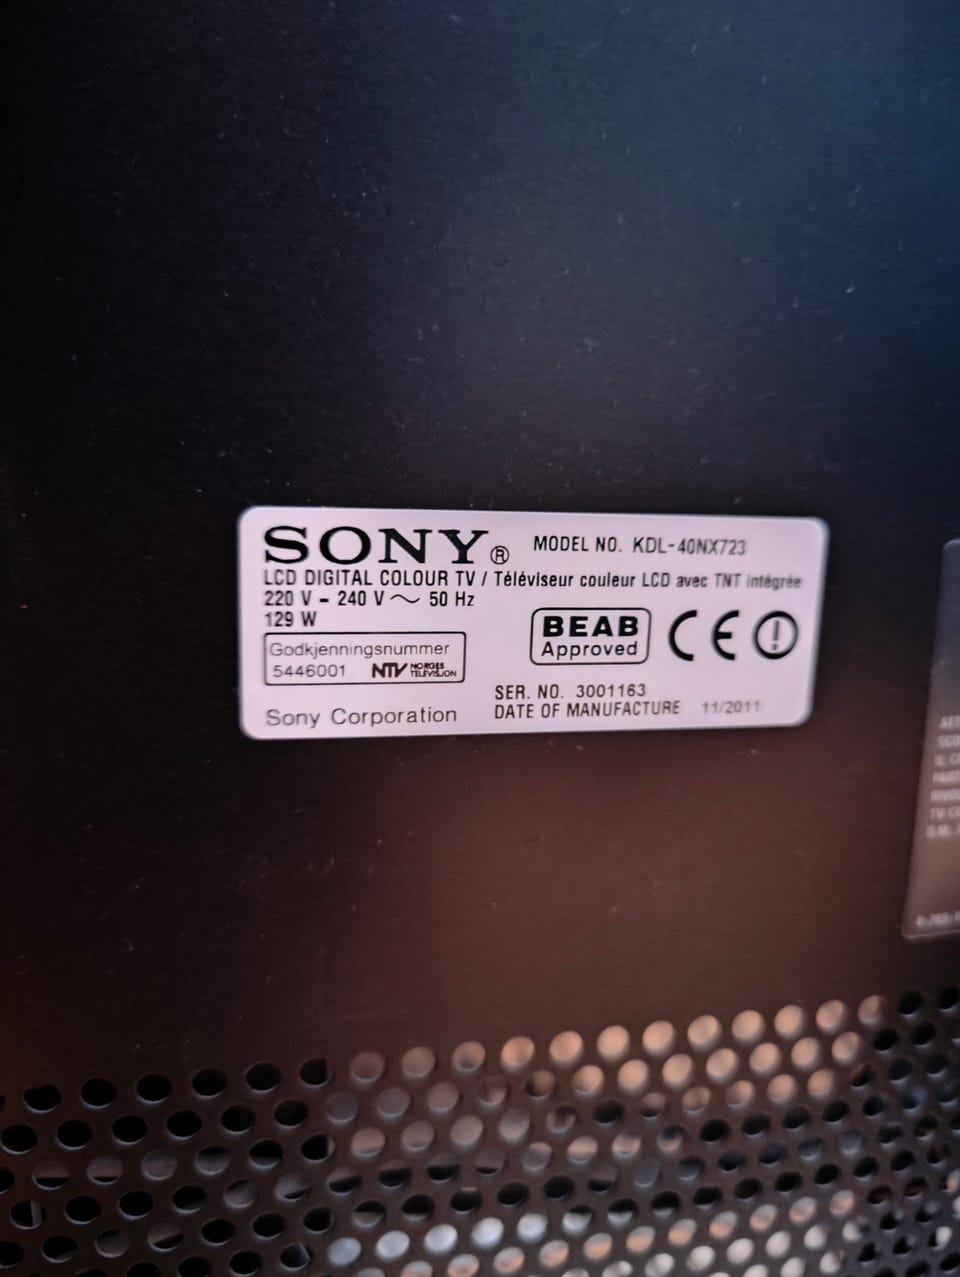 SONY® MODEL NO. KDL-40NX723
LCD DIGITAL COLOUR TV / Téléviseur couleur LCD avec TNT intégrée
220 V - 240 V ~ 50 Hz
129 W
Godkjenningsnummer
5446001 NTV NORGES TELEVISJON
BEAB
Approved
CE
SER. NO. 3001163
DATE OF MANUFACTURE 11/2011
Sony Corporation